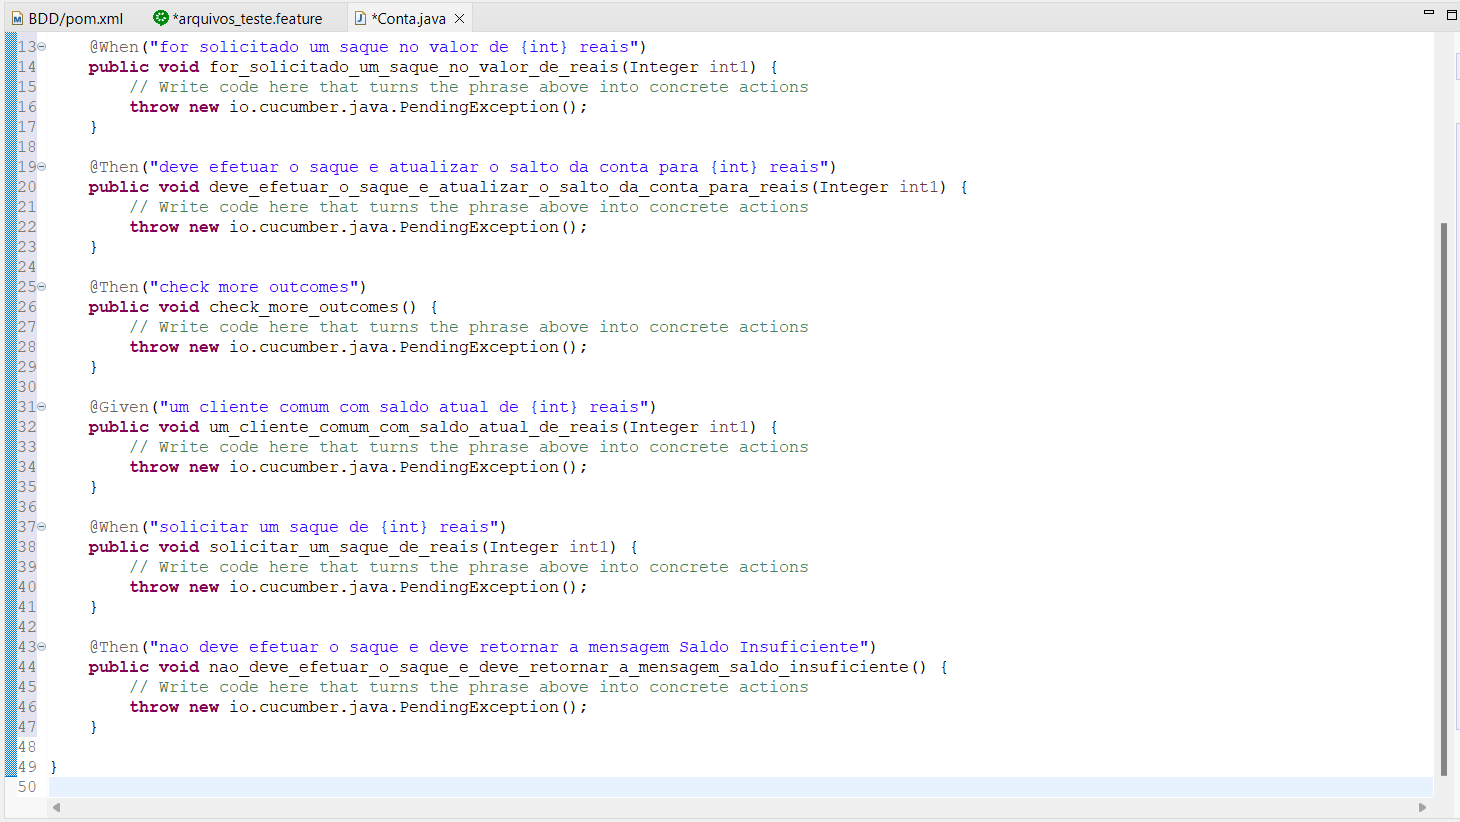 BDD/pom.xml *arquivos_teste.feature *Conta.java
13 @When("for solicitado um saque no valor de {int} reais")
14 public void for_solicitado_um_saque_no_valor_de_reais(Integer int1) {
15 // Write code here that turns the phrase above into concrete actions
16 throw new io.cucumber.java.PendingException();
17 }
18
19 @Then("deve efetuar o saque e atualizar o salto da conta para {int} reais")
20 public void deve_efetuar_o_saque_e_atualizar_o_salto_da_conta_para_reais(Integer int1) {
21 // Write code here that turns the phrase above into concrete actions
22 throw new io.cucumber.java.PendingException();
23 }
24
25 @Then("check more outcomes")
26 public void check_more_outcomes() {
27 // Write code here that turns the phrase above into concrete actions
28 throw new io.cucumber.java.PendingException();
29 }
30
31 @Given("um cliente comum com saldo atual de {int} reais")
32 public void um_cliente_comum_com_saldo_atual_de_reais(Integer int1) {
33 // Write code here that turns the phrase above into concrete actions
34 throw new io.cucumber.java.PendingException();
35 }
36
37 @When("solicitar um saque de {int} reais")
38 public void solicitar_um_saque_de_reais(Integer int1) {
39 // Write code here that turns the phrase above into concrete actions
40 throw new io.cucumber.java.PendingException();
41 }
42
43 @Then("nao deve efetuar o saque e deve retornar a mensagem Saldo Insuficiente")
44 public void nao_deve_efetuar_o_saque_e_deve_retornar_a_mensagem_saldo_insuficiente() {
45 // Write code here that turns the phrase above into concrete actions
46 throw new io.cucumber.java.PendingException();
47 }
48
49 }
50